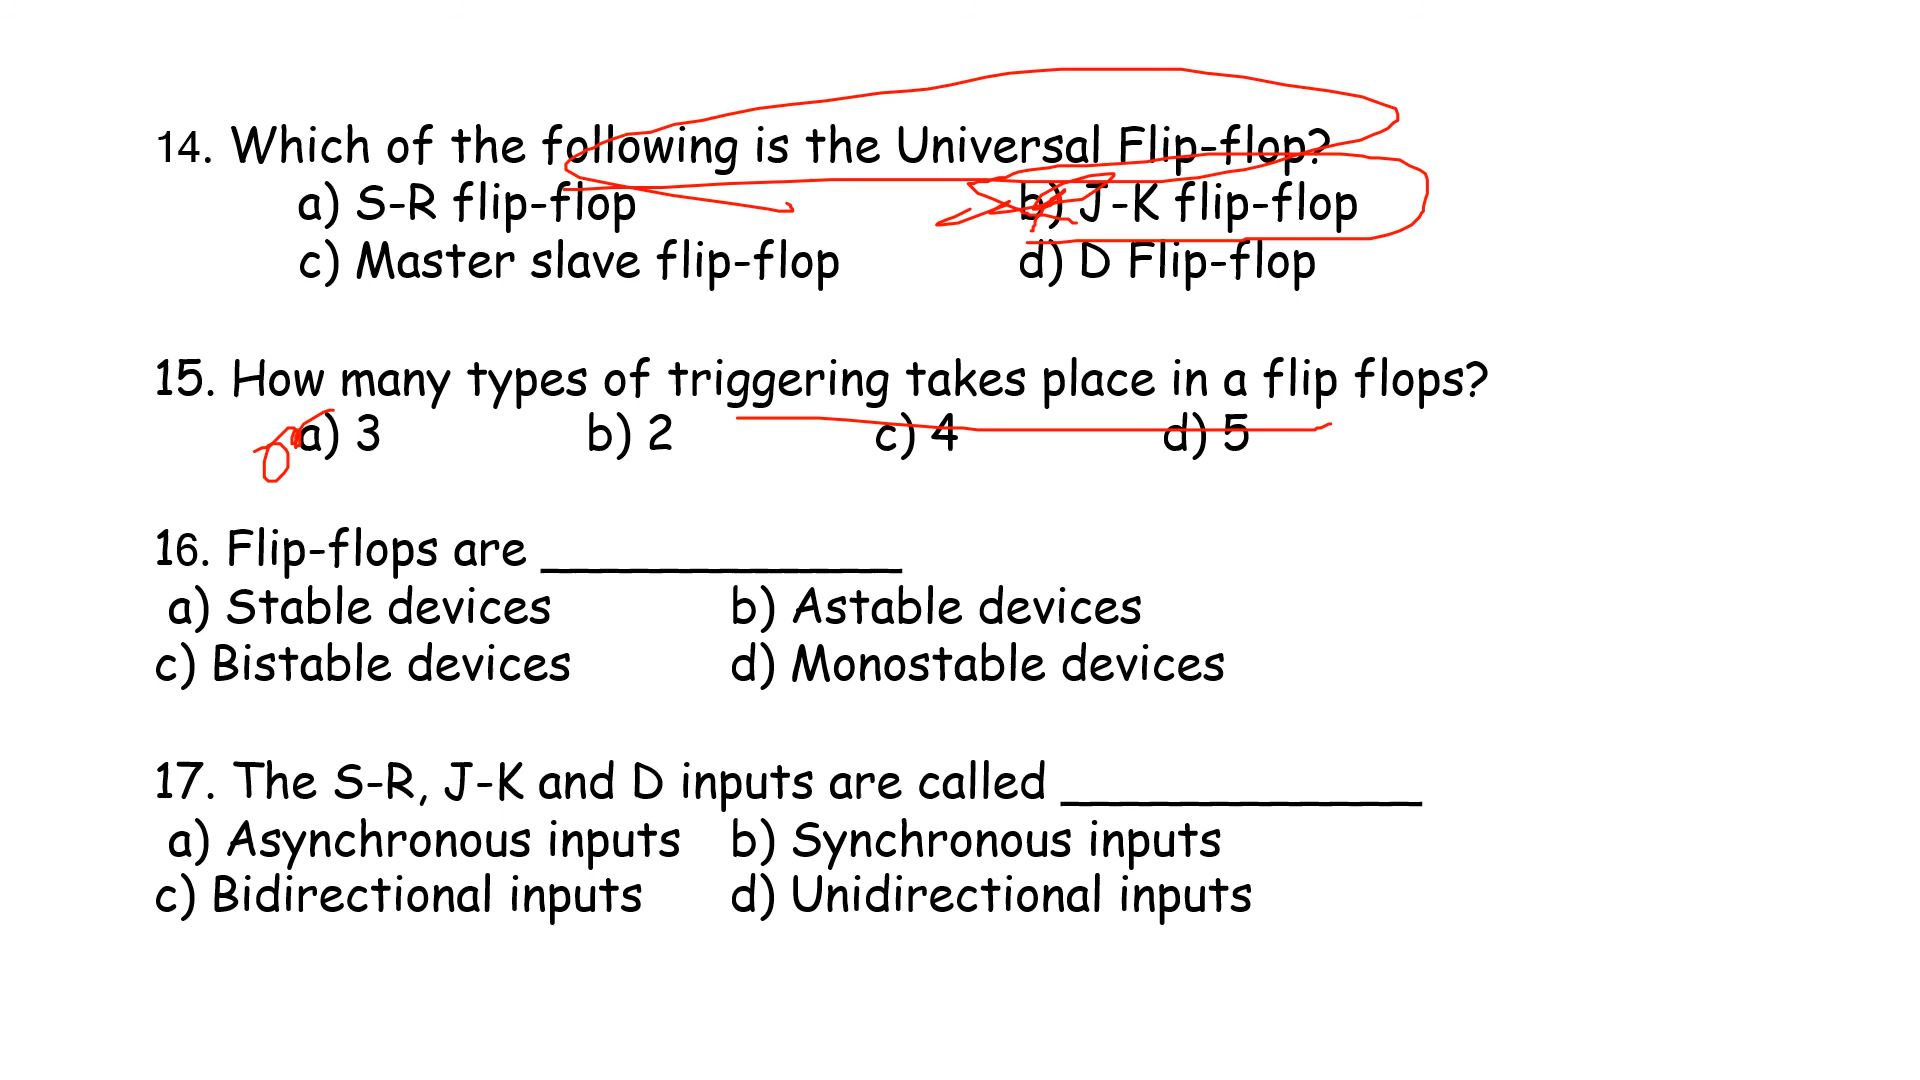 14. Which of the following is the Universal Flip-flop?
a) S-R flip-flop b) J-K flip-flop
c) Master slave flip-flop d) D Flip-flop
15. How many types of triggering takes place in a flip flops?
a) 3 b) 2 c) 4 d) 5
16. Flip-flops are ____________
a) Stable devices b) Astable devices
c) Bistable devices d) Monostable devices
17. The S-R, J-K and D inputs are called ____________
a) Asynchronous inputs b) Synchronous inputs
c) Bidirectional inputs d) Unidirectional inputs